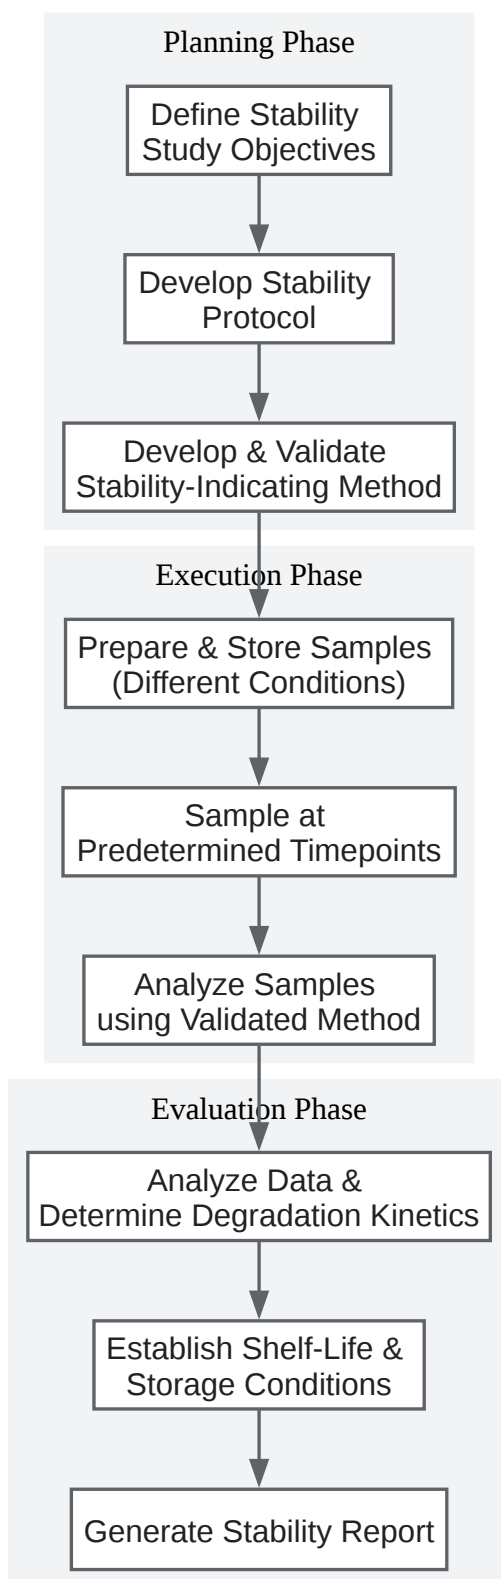 Planning Phase
Define Stability
Study Objectives
Develop Stability
Protocol
Develop & Validate
Stability-Indicating Method
Execution Phase
Prepare & Store Samples
(Different Conditions)
Sample at
Predetermined Timepoints
Analyze Samples
using Validated Method
Evaluation Phase
Analyze Data &
Determine Degradation Kinetics
Establish Shelf-Life &
Storage Conditions
Generate Stability Report